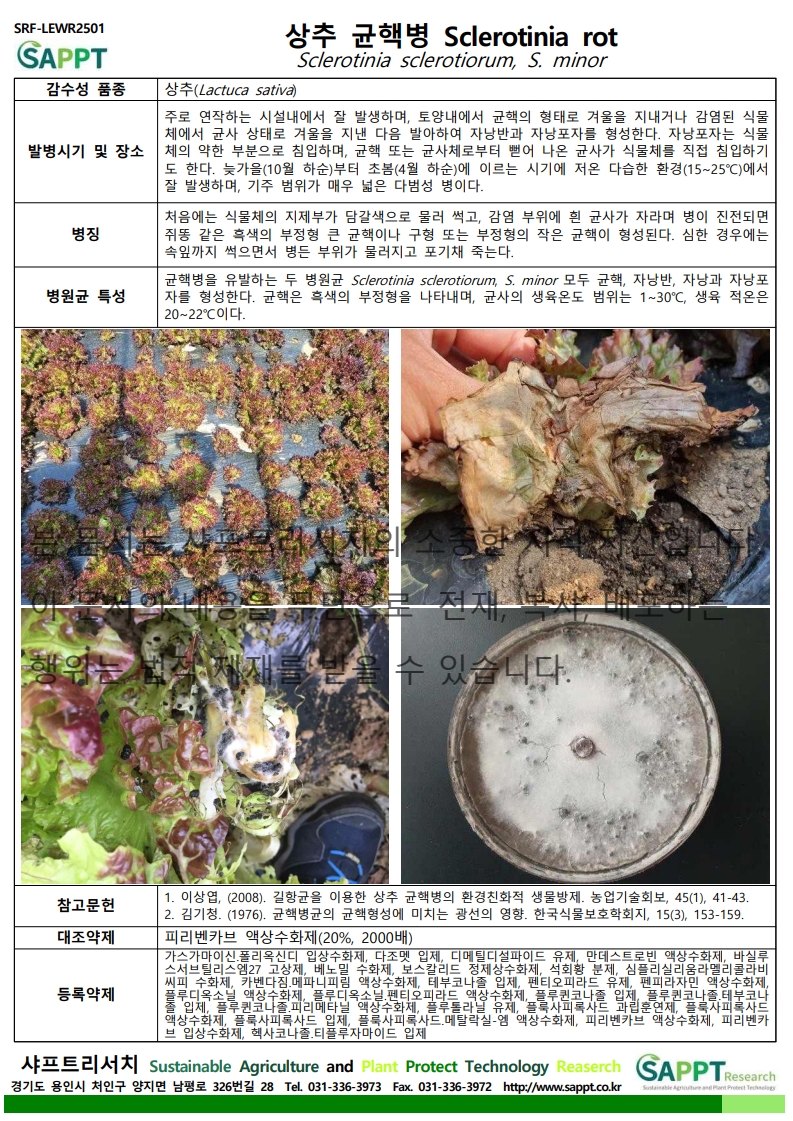 SRF-LEWR2501
SAPPT
상추 균핵병 Sclerotinia rot
Sclerotinia sclerotiorum, S. minor
감수성 품종
상추(Lactuca sativa)
발병시기 및 장소
주로 연작하는 시설내에서 잘 발생하며, 토양내에서 균핵의 형태로 겨울을 지내거나 감염된 식물
체에서 균사 상태로 겨울을 지낸 다음 발아하여 자낭반과 자낭포자를 형성한다. 자낭포자는 식물
체의 약한 부분으로 침입하며, 균핵 또는 균사체로부터 뻗어 나온 균사가 식물체를 직접 침입하기
도 한다. 늦가을(10월 하순)부터 초봄(4월 하순)에 이르는 시기에 저온 다습한 환경(15~25℃)에서
잘 발생하며, 기주 범위가 매우 넓은 다범성 병이다.
병징
처음에는 식물체의 지제부가 담갈색으로 물러 썩고, 감염 부위에 흰 균사가 자라며 병이 진전되면
쥐똥 같은 흑색의 부정형 큰 균핵이나 구형 또는 부정형의 작은 균핵이 형성된다. 심한 경우에는
속잎까지 썩으면서 병든 부위가 물러지고 포기채 죽는다.
병원균 특성
균핵병을 유발하는 두 병원균 Sclerotinia sclerotiorum, S. minor 모두 균핵, 자낭반, 자낭과 자낭포
자를 형성한다. 균핵은 흑색의 부정형을 나타내며, 균사의 생육온도 범위는 1~30℃, 생육 적온은
20~22℃이다.
본 문서는 샤프트리서치의 소중한 지적 자산입니다
이 문서의 내용을 무단으로 전재, 복사, 배포하는
행위는 법적 제재를 받을 수 있습니다.
참고문헌
1. 이상엽, (2008). 길항균을 이용한 상추 균핵병의 환경친화적 생물방제. 농업기술회보, 45(1), 41-43.
2. 김기청. (1976). 균핵병균의 균핵형성에 미치는 광선의 영향. 한국식물보호학회지, 15(3), 153-159.
대조약제
피리벤카브 액상수화제(20%, 2000배)
등록약제
가스가마이신.폴리옥신디 입상수화제, 다조멧 입제, 디메틸디설파이드 유제, 만데스트로빈 액상수화제, 바실루
스서브틸리스엠27 고상제, 베노밀 수화제, 보스칼리드 정제상수화제, 석회황 분제, 심플리실리움라멜리콜라비
씨피 수화제, 카벤다짐.메파니피림 액상수화제, 테부코나졸 입제, 펜티오피라드 유제, 펜피라자민 액상수화제,
플루디옥소닐 액상수화제, 플루디옥소닐.펜티오피라드 액상수화제, 플루퀸코나졸 입제, 플루퀸코나졸.테부코나
졸 입제, 플루퀸코나졸.피리메타닐 액상수화제, 플루톨라닐 유제, 플룩사피록사드 과립훈연제, 플룩사피록사드
액상수화제, 플룩사피록사드 입제, 플룩사피록사드.메탈락실-엠 액상수화제, 피리벤카브 액상수화제, 피리벤카
브 입상수화제, 헥사코나졸.티플루자마이드 입제
샤프트리서치 Sustainable Agriculture and Plant Protect Technology Reaserch
경기도 용인시 처인구 양지면 남평로 326번길 28 Tel. 031-336-3973 Fax. 031-336-3972 http://www.sappt.co.kr
SAPPT Research
Sustainable Agriculture and Plant Protect Technology